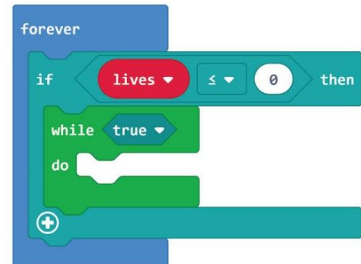 forever
if lives ≤ 0 then
while true
do